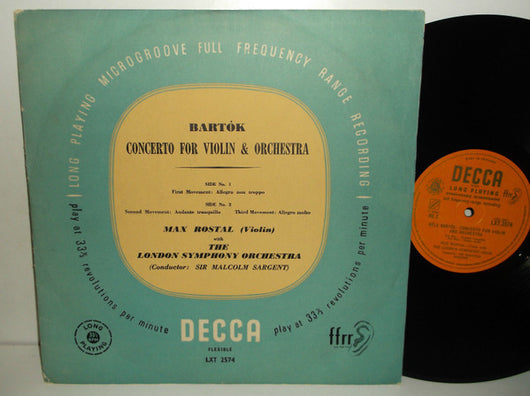 LONG PLAYING MICROGROOVE FULL FREQUENCY RANGE RECORDING
BARTÓK
CONCERTO FOR VIOLIN & ORCHESTRA
SIDE No. 1
First Movement: Allegro non troppo
SIDE No. 2
Second Movement: Andante tranquillo Third Movement: Allegro molto
MAX ROSTAL (Violin)
with
THE
LONDON SYMPHONY ORCHESTRA
(Conductor: SIR MALCOLM SARGENT)
play at 33⅓ revolutions per minute
play at 33⅓ revolutions per minute
LONG
33⅓
PLAYING
DECCA
FLEXIBLE
LXT 2574
ffrr
DECCA
LONG PLAYING